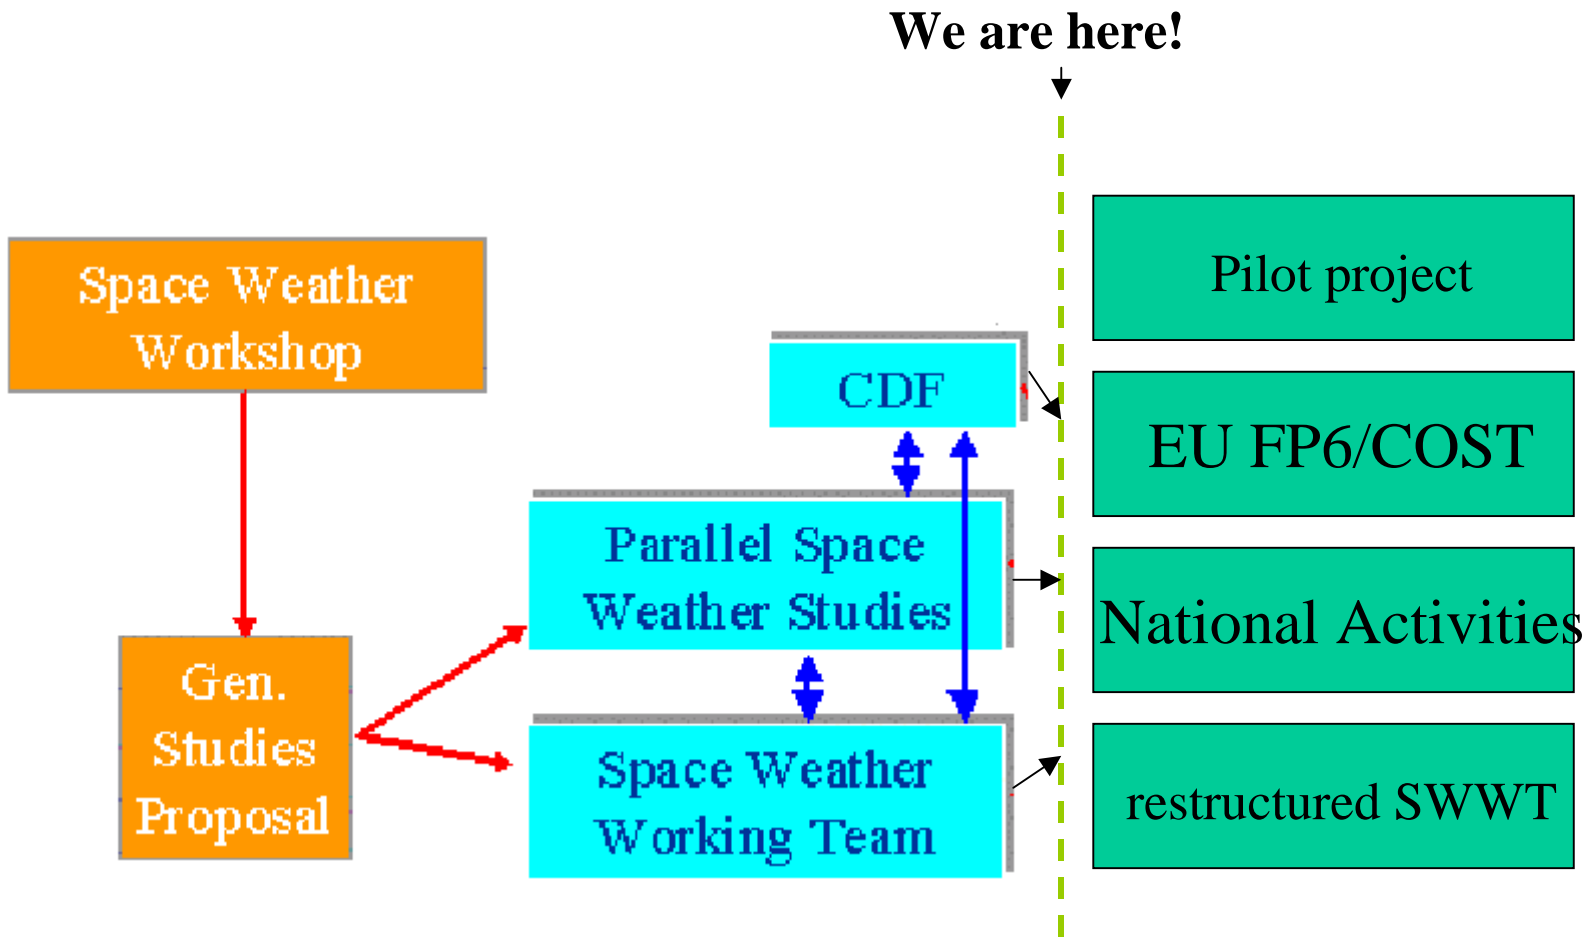 We are here!
Space Weather
Workshop
Gen.
Studies
Proposal
CDF
Parallel Space
Weather Studies
Space Weather
Working Team
Pilot project
EU FP6/COST
National Activities
restructured SWWT